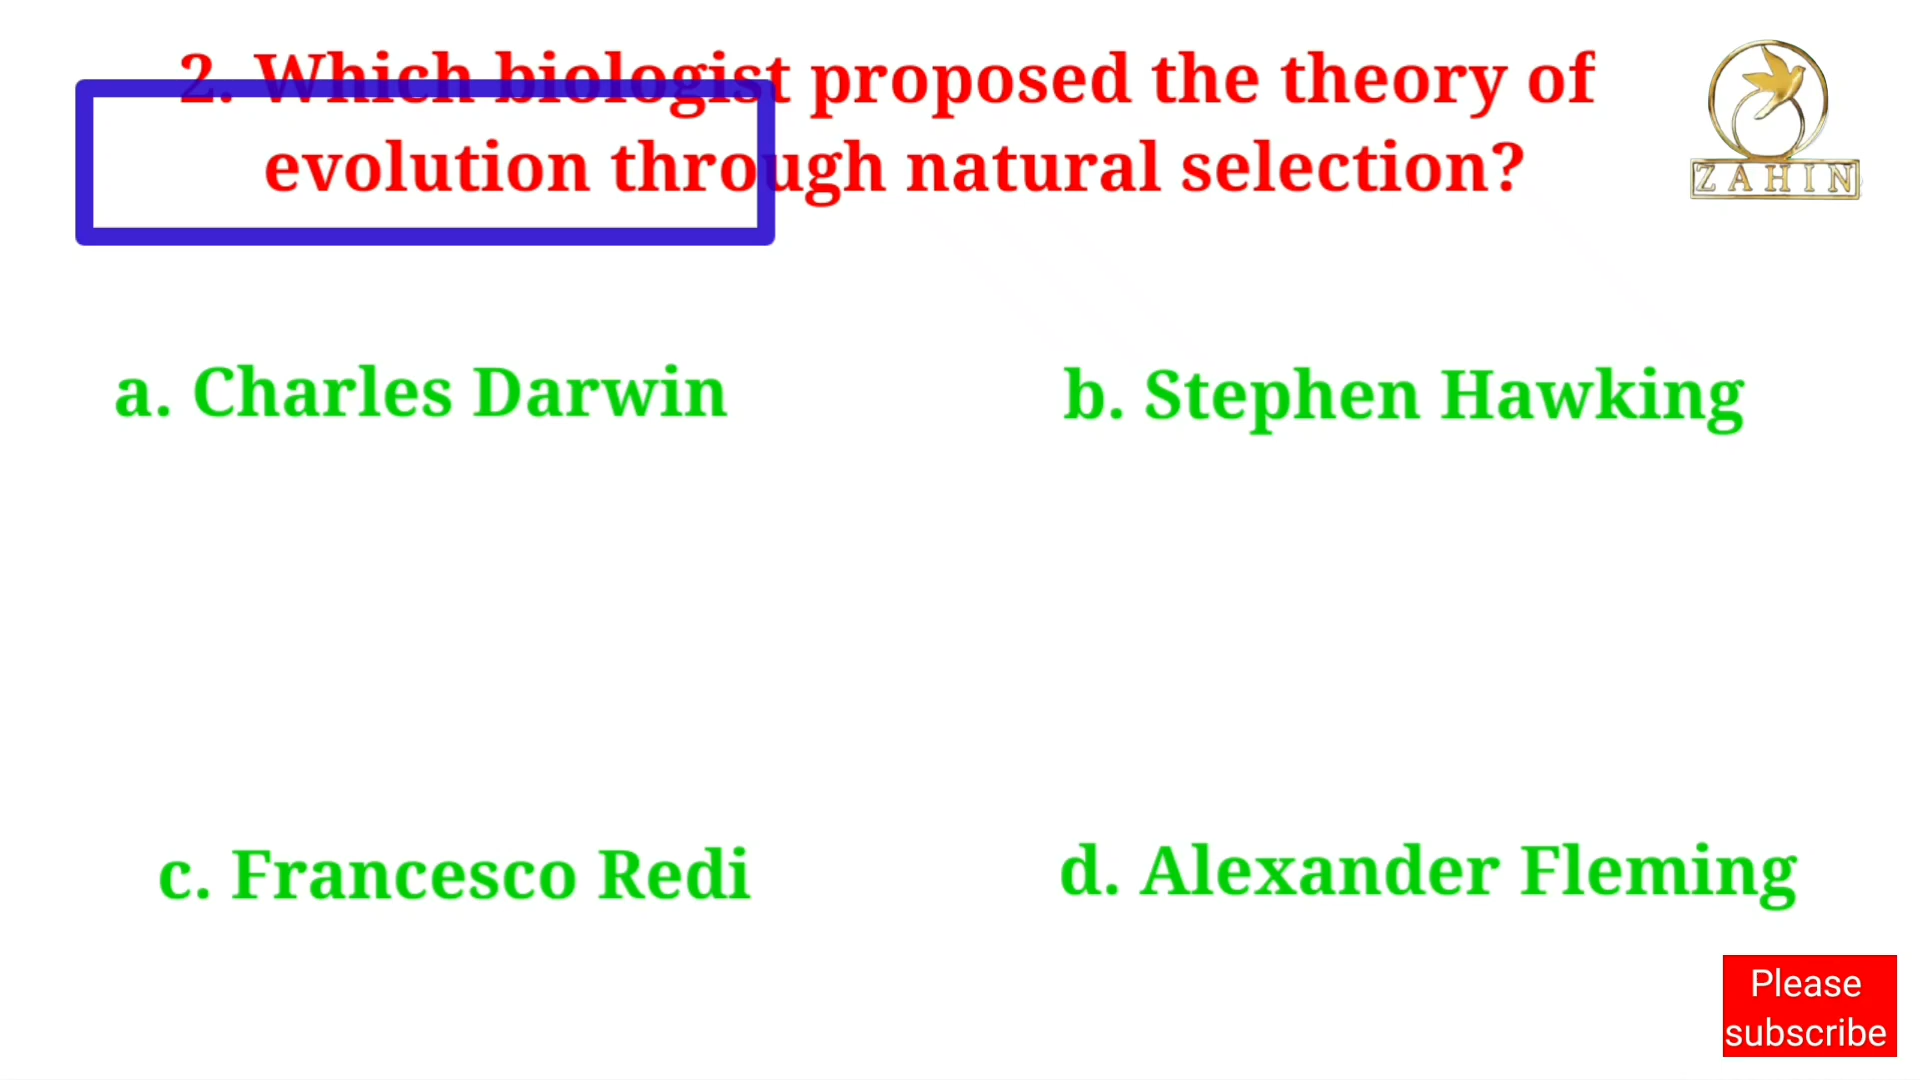 2. Which biologist proposed the theory of
evolution through natural selection?
ZAHIN
a. Charles Darwin
b. Stephen Hawking
c. Francesco Redi
d. Alexander Fleming
Please
subscribe